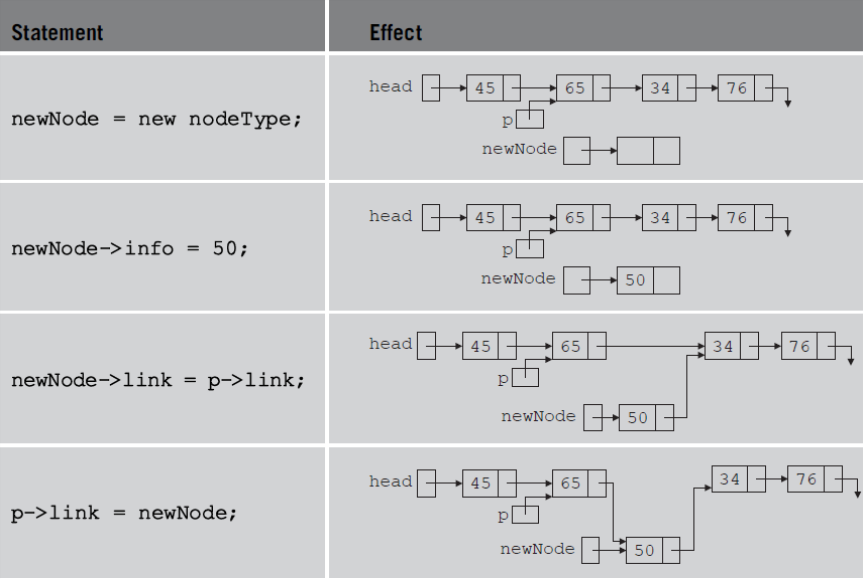 Statement Effect
newNode = new nodeType;
head 45 65 34 76
p
newNode
newNode->info = 50;
head 45 65 34 76
p
newNode 50
newNode->link = p->link;
head 45 65 34 76
p
newNode 50
p->link = newNode;
head 45 65 34 76
p
newNode 50